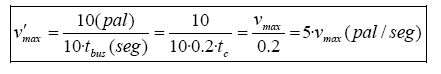 v'max = 10(pal) / 10·tbus(seg) = 10 / 10·0.2·tc = vmax / 0.2 = 5·vmax(pal / seg)